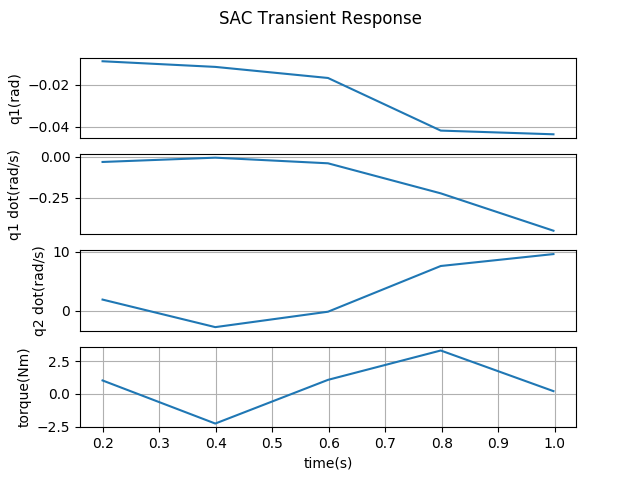 SAC Transient Response
q1(rad)
−0.02
−0.04
q1 dot(rad/s)
0.00
−0.25
q2 dot(rad/s)
10
0
torque(Nm)
2.5
0.0
−2.5
0.2 0.3 0.4 0.5 0.6 0.7 0.8 0.9 1.0
time(s)